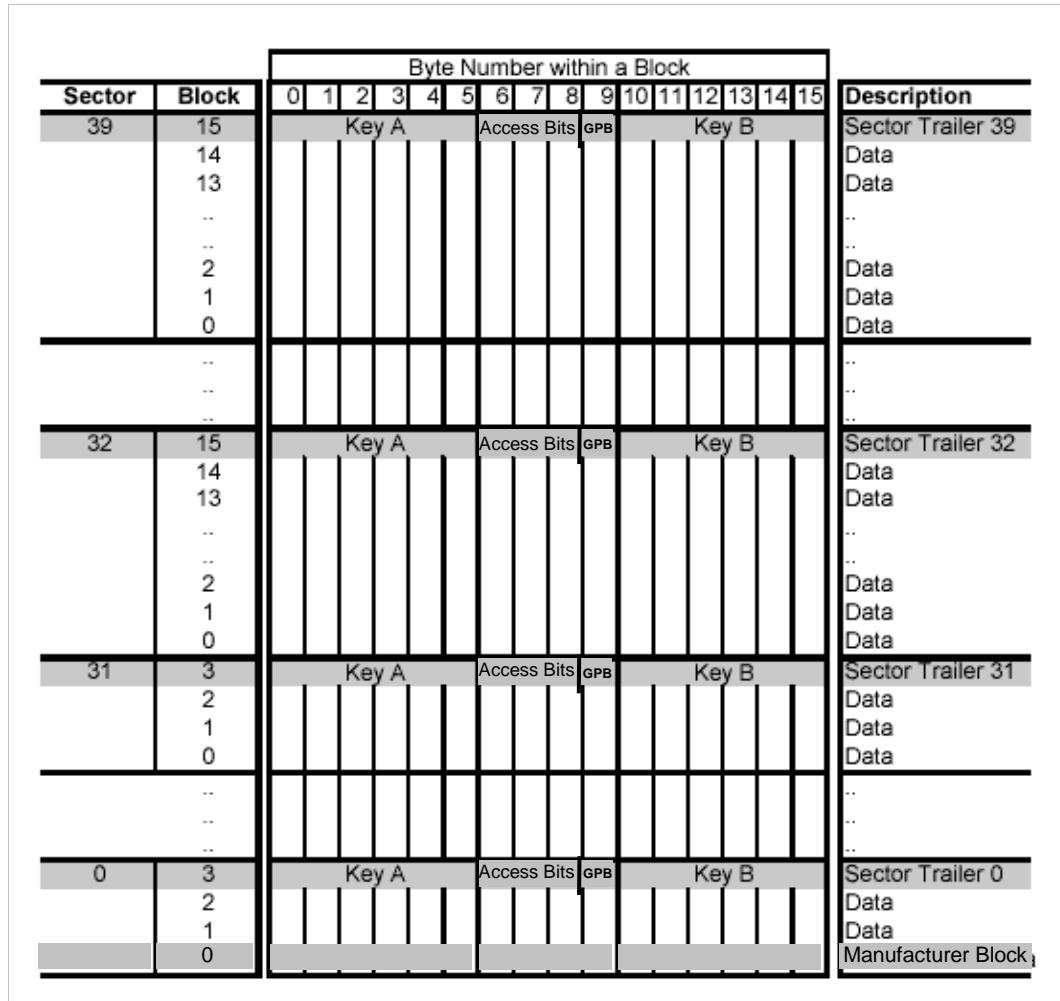 Byte Number within a Block
Sector Block 0 1 2 3 4 5 6 7 8 9 10 11 12 13 14 15 Description
39 15 Key A Access Bits GPB Key B Sector Trailer 39
14 Data
13 Data
.. ..
.. ..
2 Data
1 Data
0 Data
.. ..
.. ..
.. ..
32 15 Key A Access Bits GPB Key B Sector Trailer 32
14 Data
13 Data
.. ..
.. ..
2 Data
1 Data
0 Data
31 3 Key A Access Bits GPB Key B Sector Trailer 31
2 Data
1 Data
0 Data
.. ..
.. ..
.. ..
0 3 Key A Access Bits GPB Key B Sector Trailer 0
2 Data
1 Data
0 Manufacturer Block